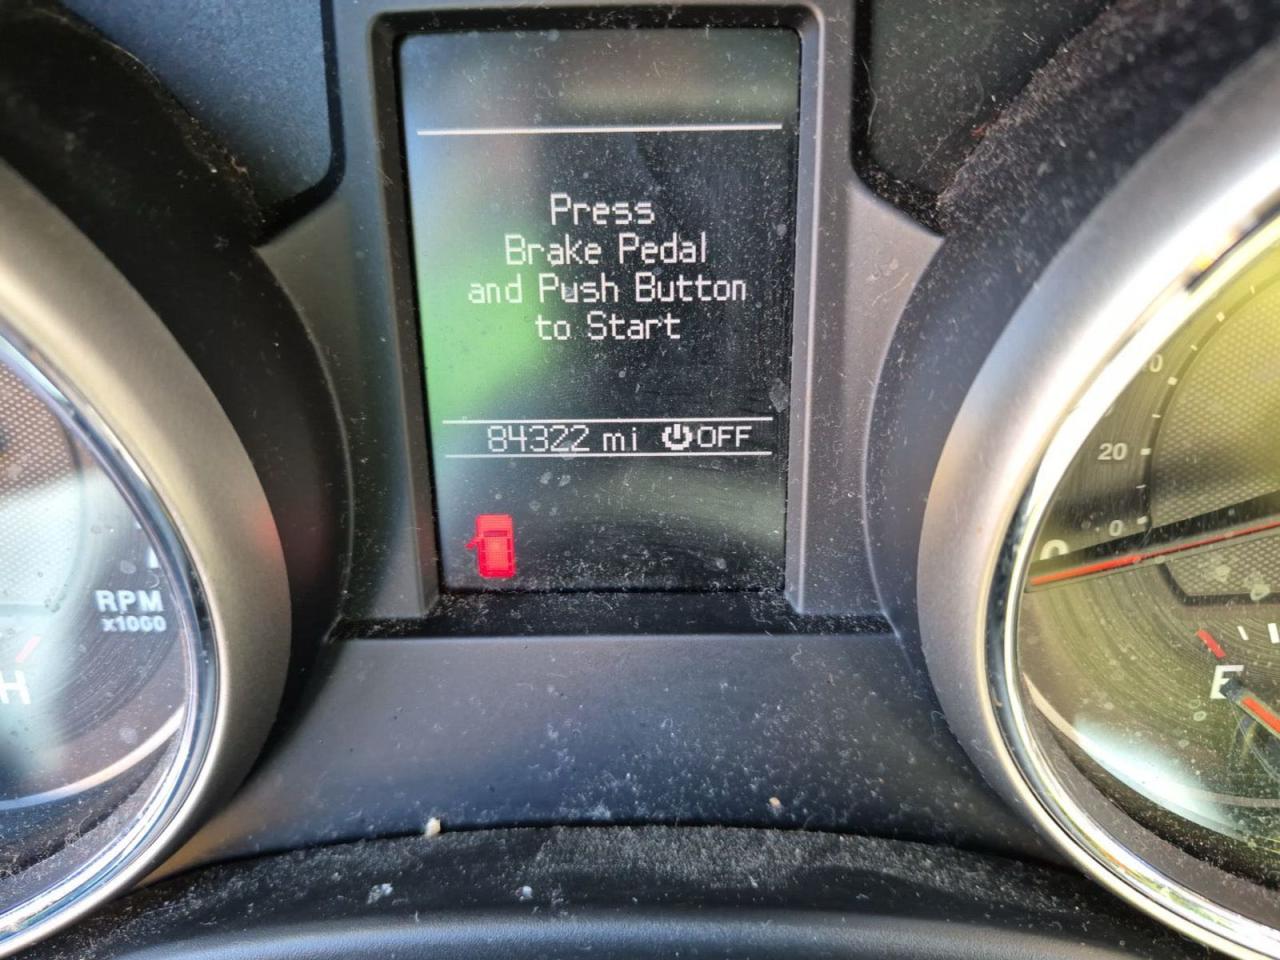 Press
Brake Pedal
and Push Button
to Start
84322 mi OFF
RPM
x1000
H
20
0
E